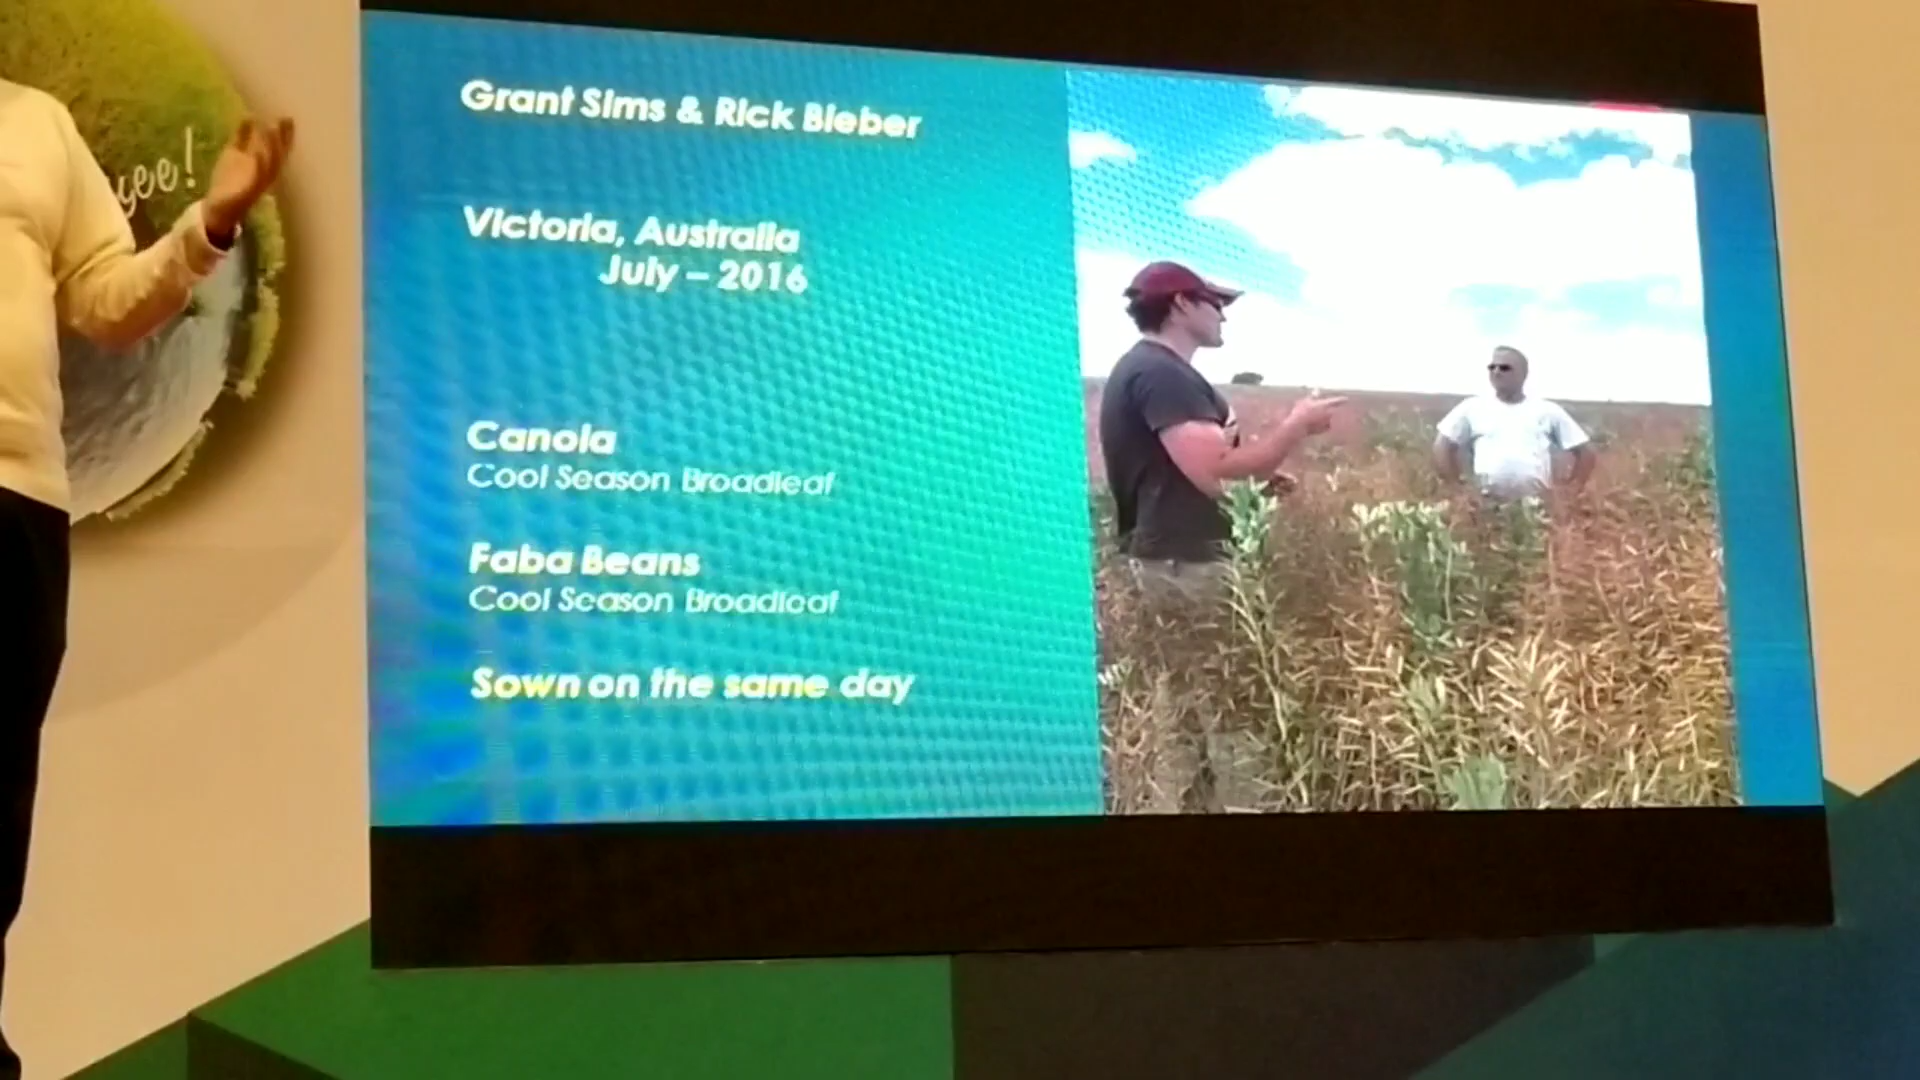 Grant Sims & Rick Bieber
Victoria, Australia
July – 2016
Canola
Cool Season Broadleaf
Faba Beans
Cool Season Broadleaf
Sown on the same day